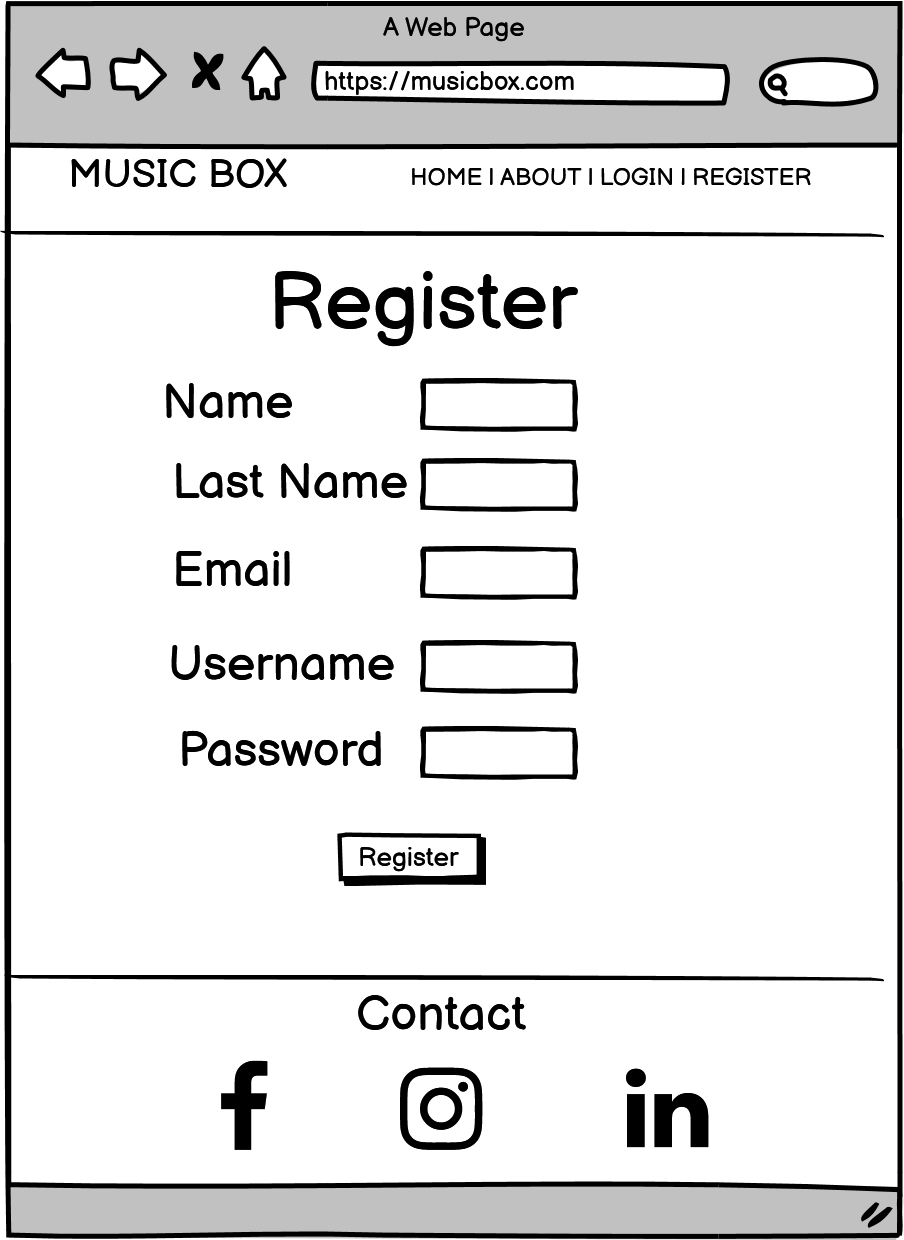 A Web Page
https://musicbox.com
MUSIC BOX
HOME | ABOUT | LOGIN | REGISTER
Register
Name
Last Name
Email
Username
Password
Register
Contact
f
in